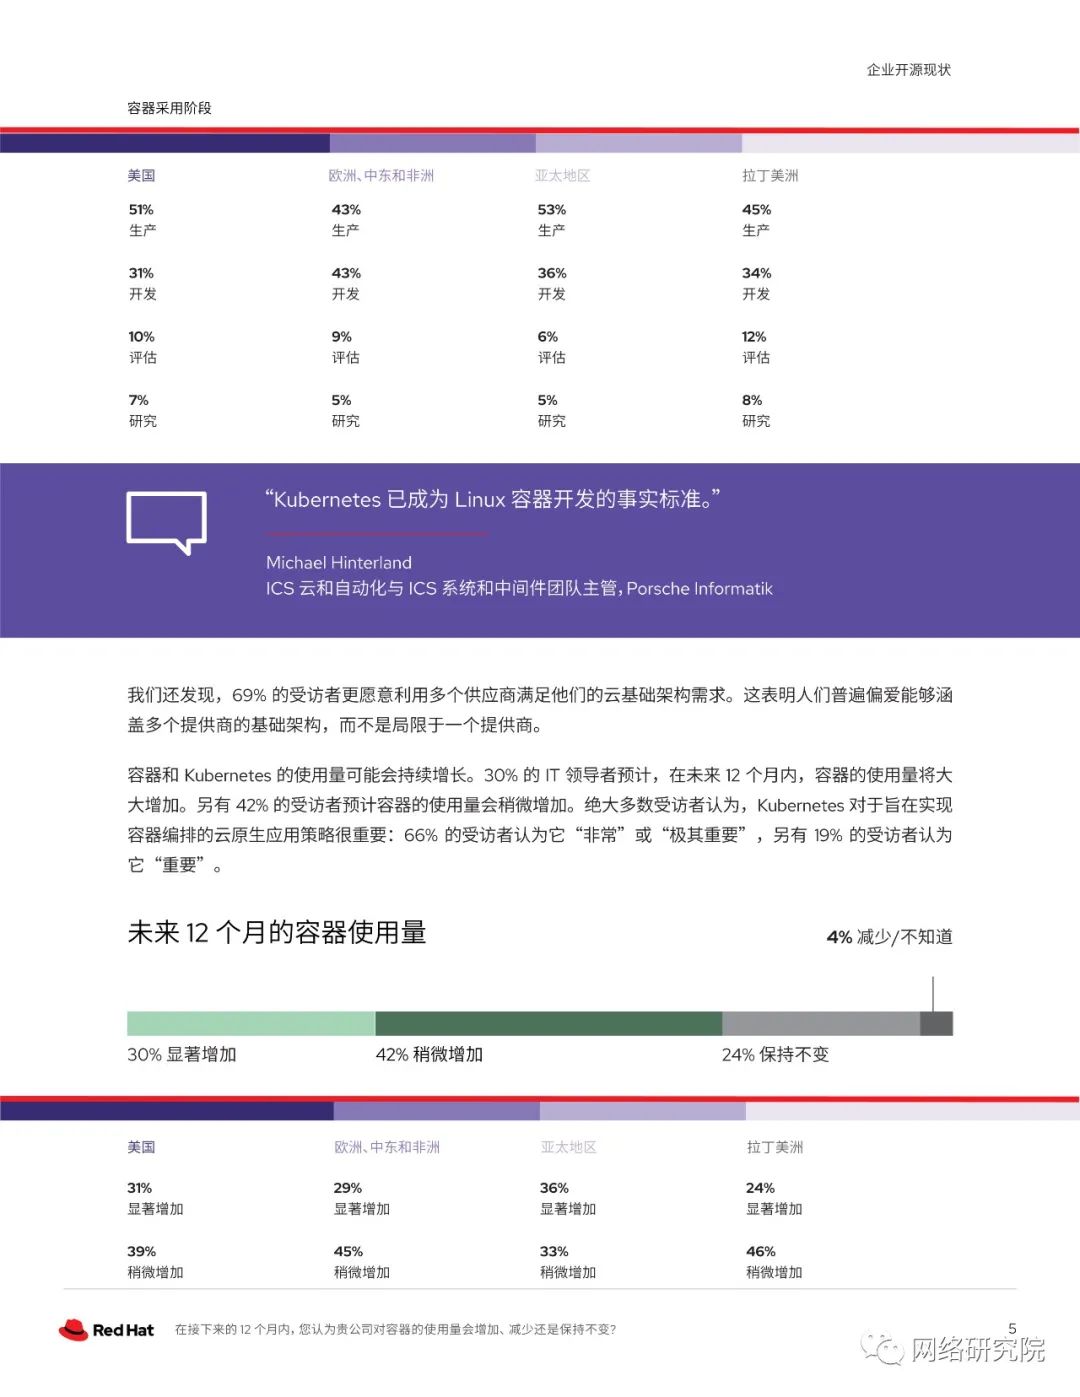 企业开源现状
容器采用阶段
美国 欧洲、中东和非洲 亚太地区 拉丁美洲
51% 43% 53% 45%
生产 生产 生产 生产
31% 43% 36% 34%
开发 开发 开发 开发
10% 9% 6% 12%
评估 评估 评估 评估
7% 5% 5% 8%
研究 研究 研究 研究
“Kubernetes 已成为 Linux 容器开发的事实标准。”
Michael Hinterland
ICS 云和自动化与 ICS 系统和中间件团队主管，Porsche Informatik
我们还发现，69% 的受访者更愿意利用多个供应商满足他们的云基础架构需求。这表明人们普遍偏爱能够涵
盖多个提供商的基础架构，而不是局限于一个提供商。
容器和 Kubernetes 的使用量可能会持续增长。30% 的 IT 领导者预计，在未来 12 个月内，容器的使用量将大
大增加。另有 42% 的受访者预计容器的使用量会稍微增加。绝大多数受访者认为，Kubernetes 对于旨在实现
容器编排的云原生应用策略很重要：66% 的受访者认为它“非常”或“极其重要”，另有 19% 的受访者认为
它“重要”。
未来 12 个月的容器使用量
4% 减少/不知道
30% 显著增加 42% 稍微增加 24% 保持不变
美国 欧洲、中东和非洲 亚太地区 拉丁美洲
31% 29% 36% 24%
显著增加 显著增加 显著增加 显著增加
39% 45% 33% 46%
稍微增加 稍微增加 稍微增加 稍微增加
Red Hat 在接下来的 12 个月内，您认为贵公司对容器的使用量会增加、减少还是保持不变？ 5
网络研究院